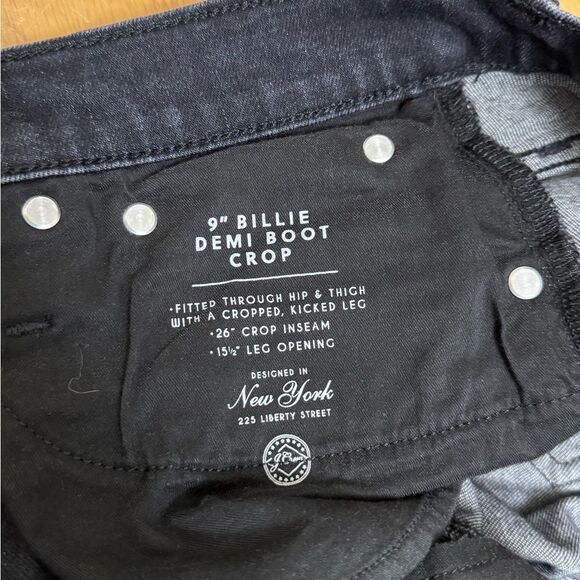 9" BILLIE
DEMI BOOT
CROP
•FITTED THROUGH HIP & THIGH
WITH A CROPPED, KICKED LEG
•26" CROP INSEAM
•15½" LEG OPENING
DESIGNED IN
New York
225 LIBERTY STREET
J.Crew